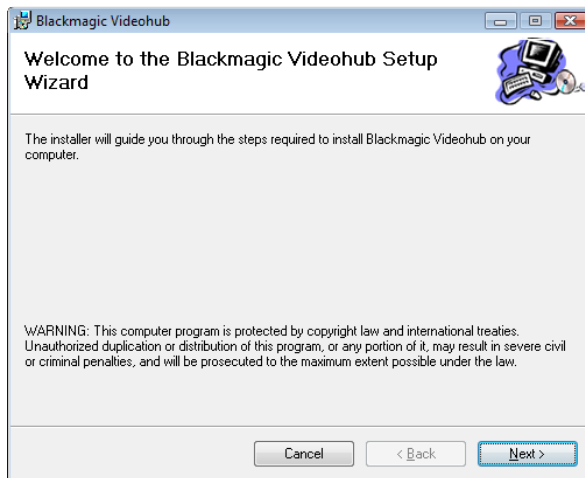 Blackmagic Videohub
Welcome to the Blackmagic Videohub Setup
Wizard
The installer will guide you through the steps required to install Blackmagic Videohub on your
computer.
WARNING: This computer program is protected by copyright law and international treaties.
Unauthorized duplication or distribution of this program, or any portion of it, may result in severe civil
or criminal penalties, and will be prosecuted to the maximum extent possible under the law.
Cancel
< Back
Next >